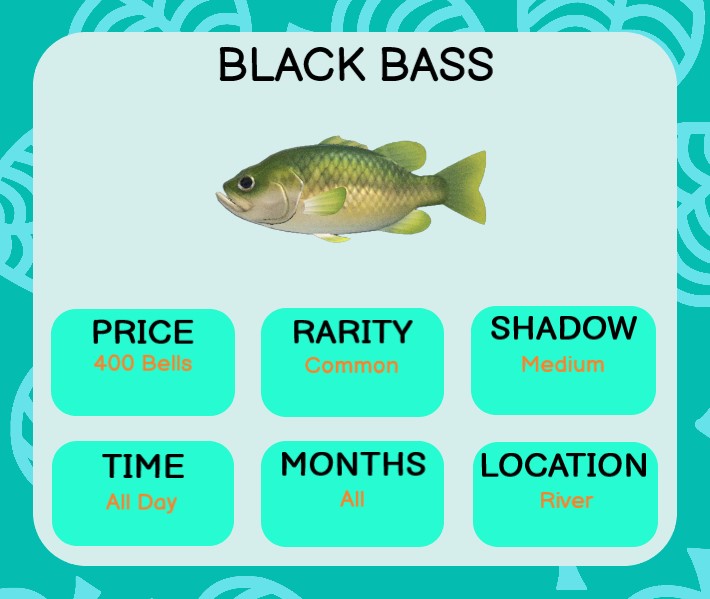 BLACK BASS
PRICE
400 Bells
RARITY
Common
SHADOW
Medium
TIME
All Day
MONTHS
All
LOCATION
River